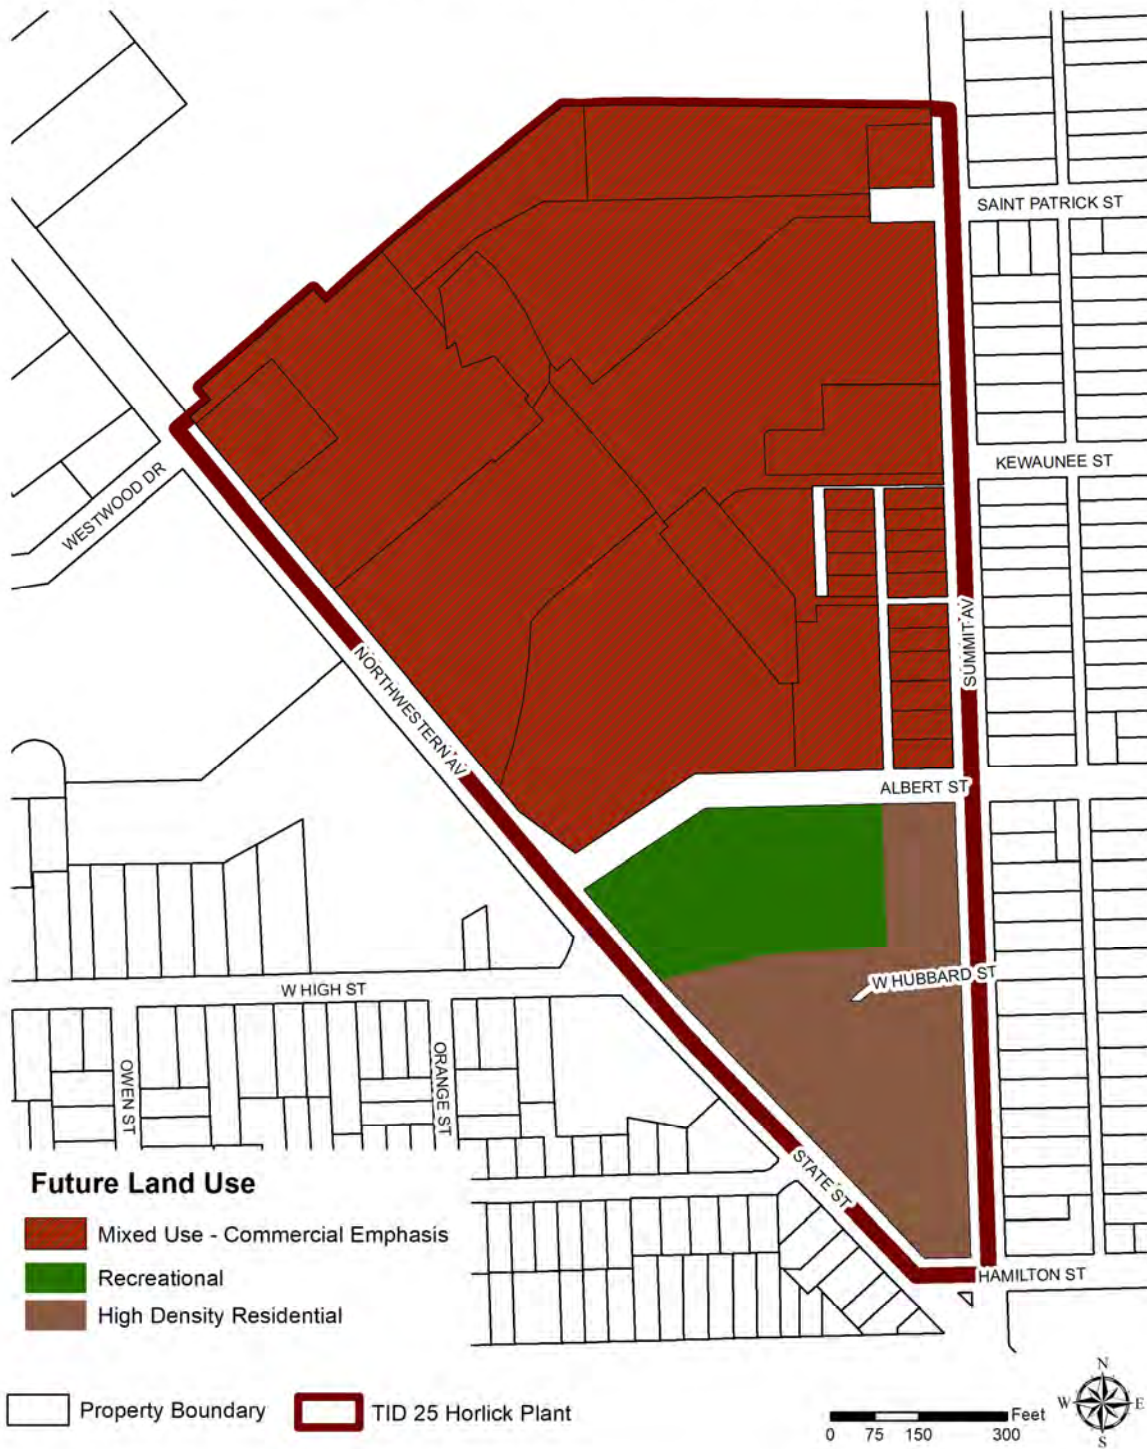 SAINT PATRICK ST
KEWAUNEE ST
WESTWOOD DR
SUMMIT AV
NORTHWESTERN AV
ALBERT ST
W HUBBARD ST
W HIGH ST
OWEN ST
ORANGE ST
STATE ST
HAMILTON ST
Future Land Use
Mixed Use - Commercial Emphasis
Recreational
High Density Residential
Property Boundary
TID 25 Horlick Plant
Feet
0 75 150 300
N
W E
S